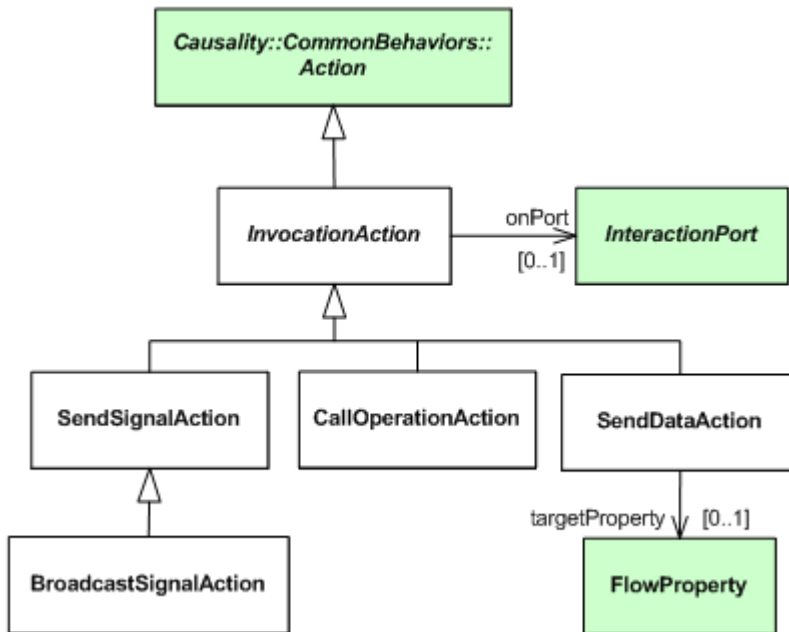 Causality::CommonBehaviors::
Action
InvocationAction
onPort
[0..1]
InteractionPort
SendSignalAction
CallOperationAction
SendDataAction
targetProperty
[0..1]
BroadcastSignalAction
FlowProperty